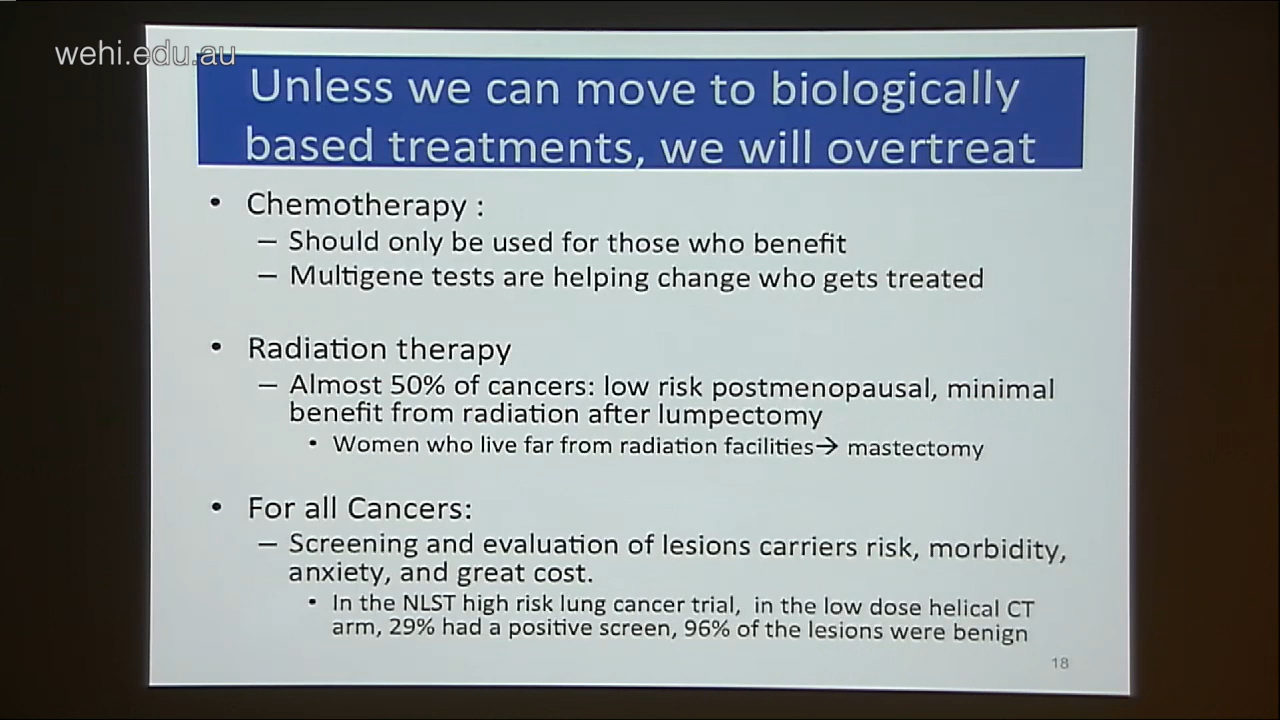 wehi.edu.au
Unless we can move to biologically
based treatments, we will overtreat
• Chemotherapy :
– Should only be used for those who benefit
– Multigene tests are helping change who gets treated
• Radiation therapy
– Almost 50% of cancers: low risk postmenopausal, minimal
benefit from radiation after lumpectomy
• Women who live far from radiation facilities→ mastectomy
• For all Cancers:
– Screening and evaluation of lesions carriers risk, morbidity,
anxiety, and great cost.
• In the NLST high risk lung cancer trial, in the low dose helical CT
arm, 29% had a positive screen, 96% of the lesions were benign
18